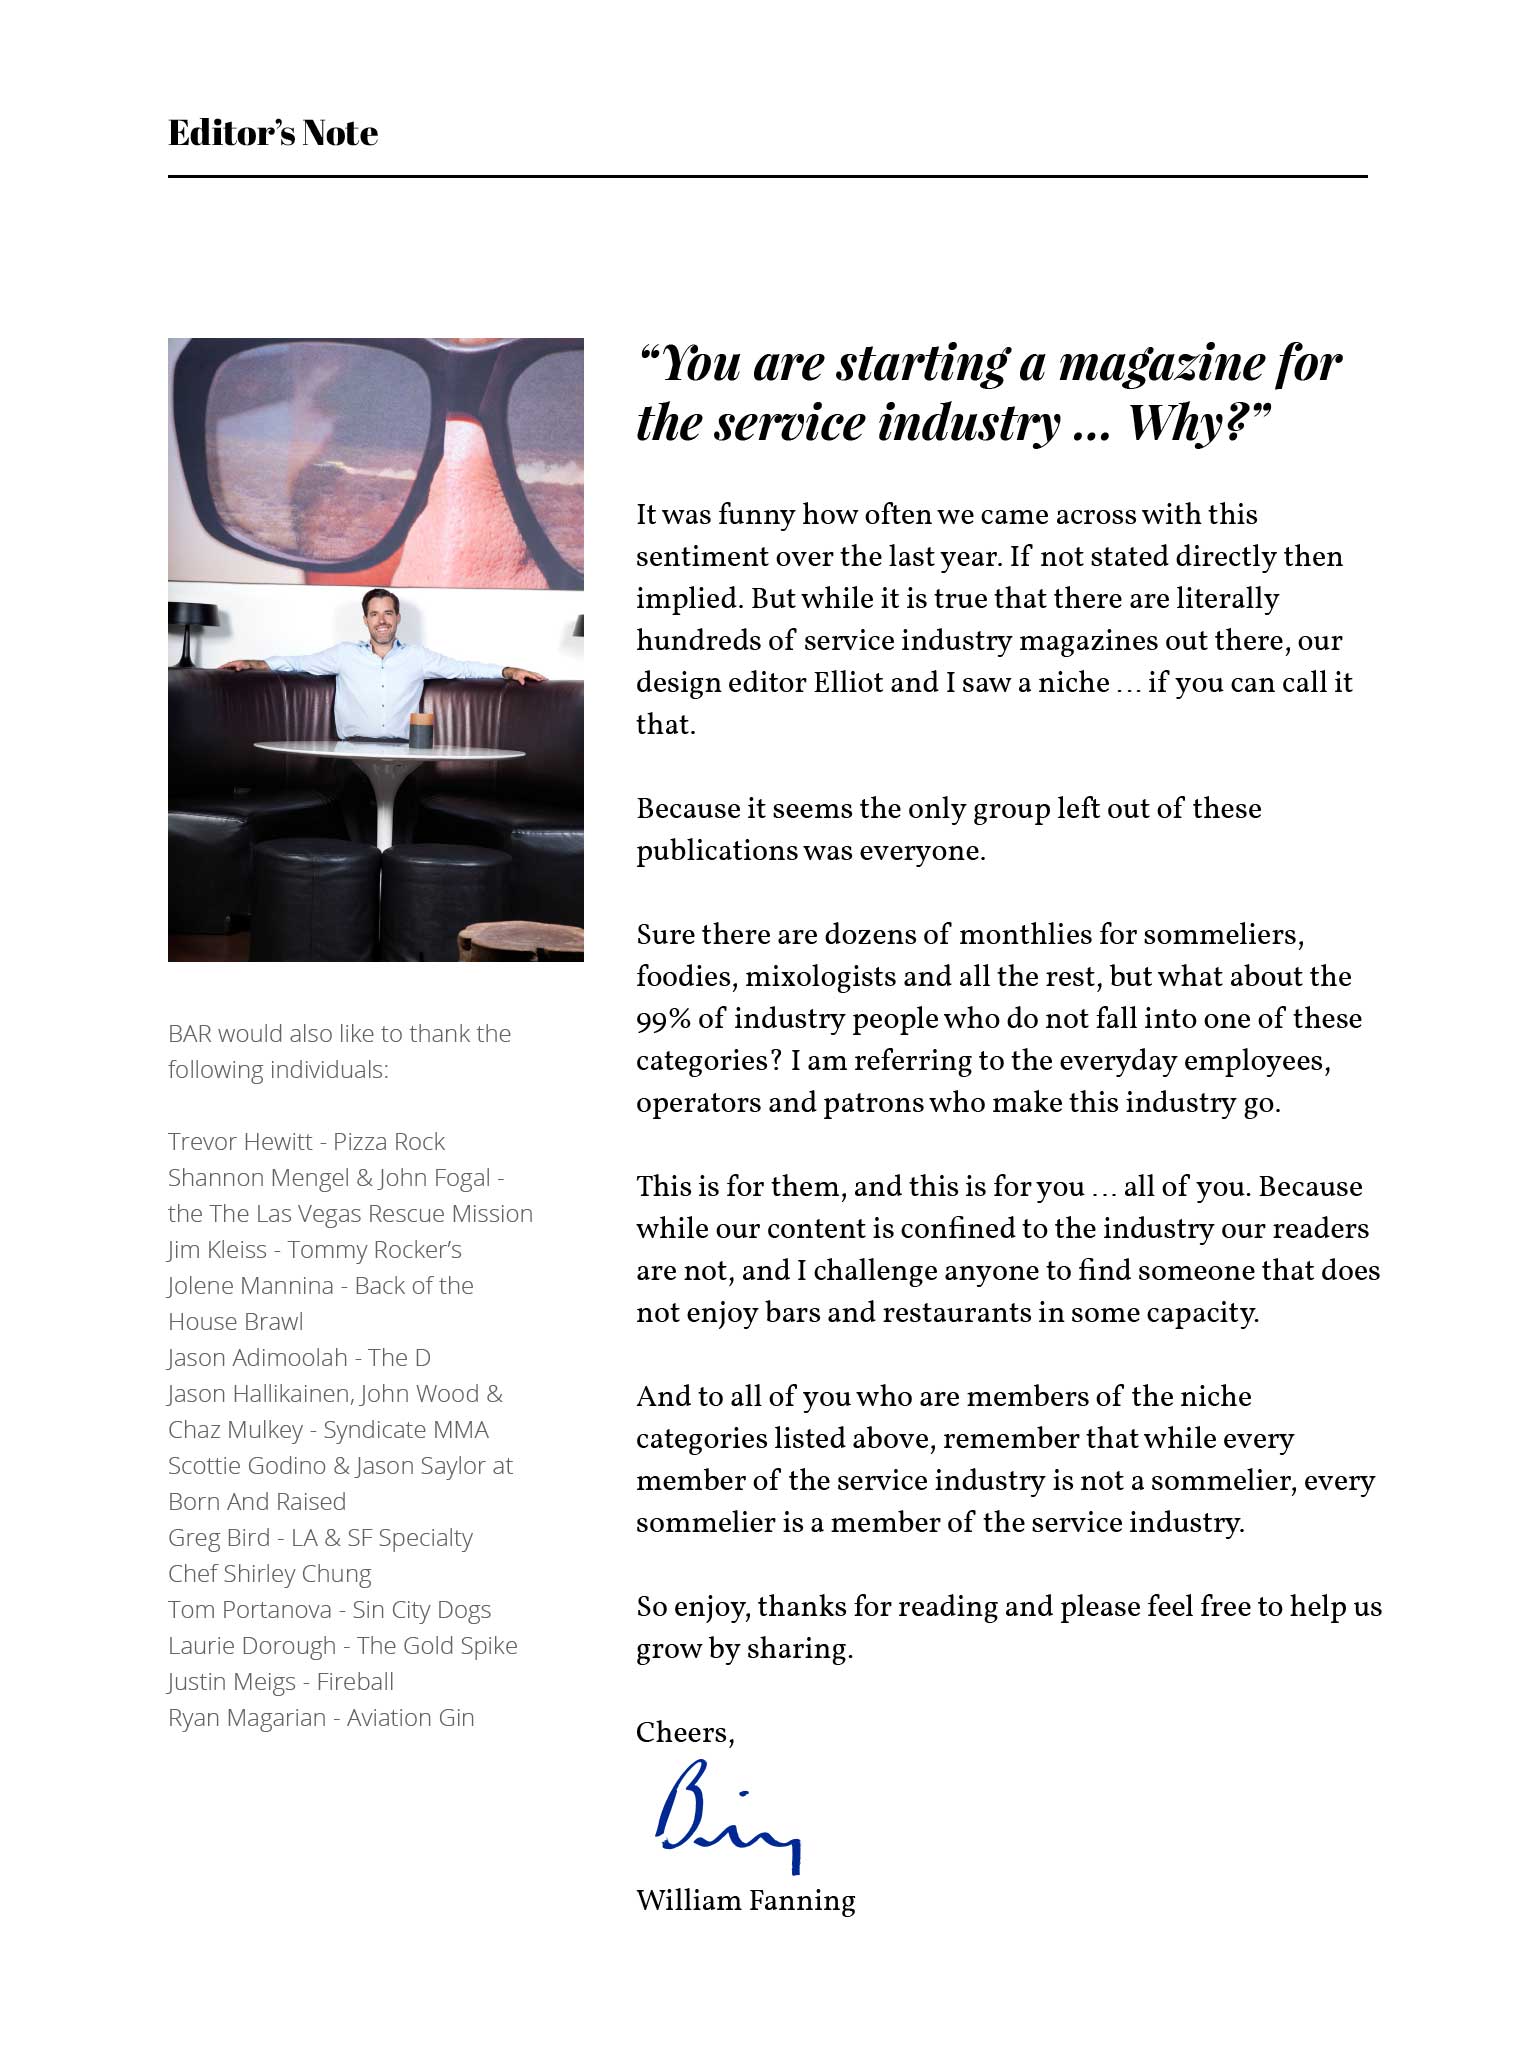 Editor’s Note
“You are starting a magazine for
the service industry ... Why?”
It was funny how often we came across with this
sentiment over the last year. If not stated directly then
implied. But while it is true that there are literally
hundreds of service industry magazines out there, our
design editor Elliot and I saw a niche … if you can call it
that.
Because it seems the only group left out of these
publications was everyone.
Sure there are dozens of monthlies for sommeliers,
foodies, mixologists and all the rest, but what about the
99% of industry people who do not fall into one of these
categories? I am referring to the everyday employees,
operators and patrons who make this industry go.
This is for them, and this is for you … all of you. Because
while our content is confined to the industry our readers
are not, and I challenge anyone to find someone that does
not enjoy bars and restaurants in some capacity.
And to all of you who are members of the niche
categories listed above, remember that while every
member of the service industry is not a sommelier, every
sommelier is a member of the service industry.
So enjoy, thanks for reading and please feel free to help us
grow by sharing.
Cheers,
William Fanning
BAR would also like to thank the
following individuals:
Trevor Hewitt - Pizza Rock
Shannon Mengel & John Fogal -
the The Las Vegas Rescue Mission
Jim Kleiss - Tommy Rocker’s
Jolene Mannina - Back of the
House Brawl
Jason Adimoolah - The D
Jason Hallikainen, John Wood &
Chaz Mulkey - Syndicate MMA
Scottie Godino & Jason Saylor at
Born And Raised
Greg Bird - LA & SF Specialty
Chef Shirley Chung
Tom Portanova - Sin City Dogs
Laurie Dorough - The Gold Spike
Justin Meigs - Fireball
Ryan Magarian - Aviation Gin